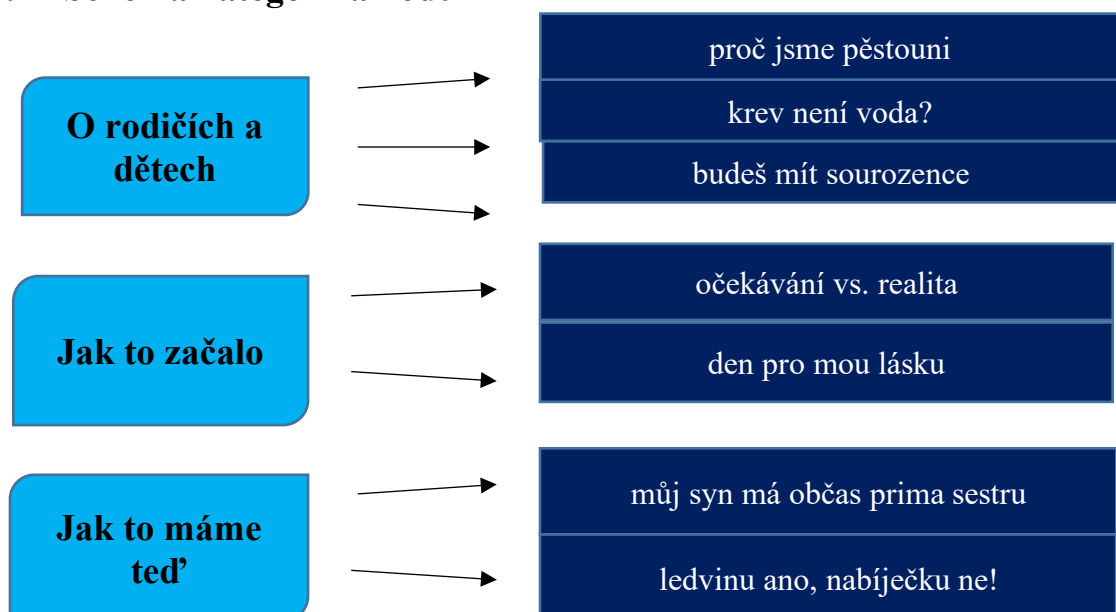 O rodičích a
dětech
proč jsme pěstouni
krev není voda?
budeš mít sourozence
Jak to začalo
očekávání vs. realita
den pro mou lásku
Jak to máme
teď
můj syn má občas prima sestru
ledvinu ano, nabíječku ne!